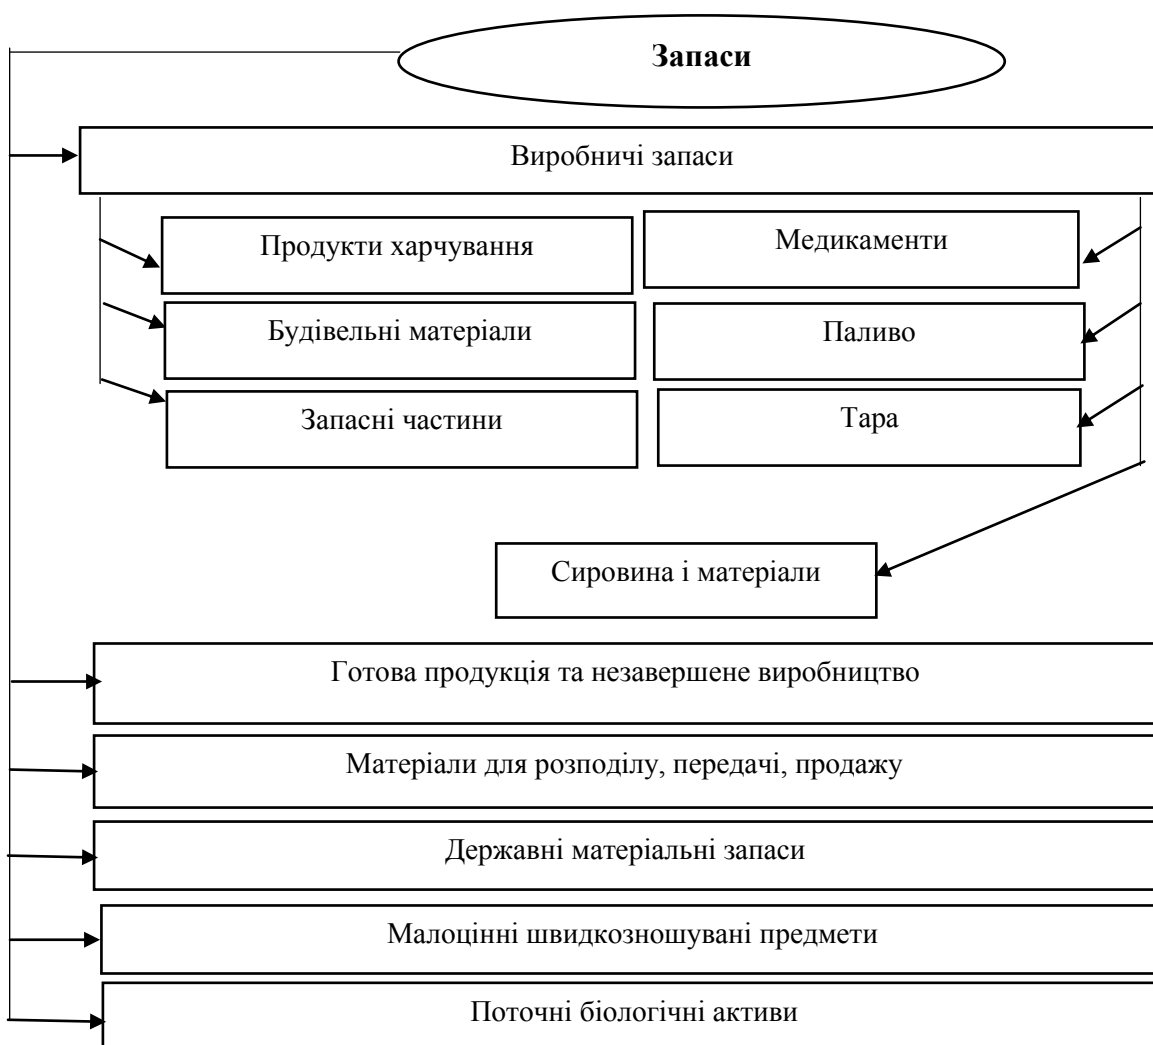 Запаси
Виробничі запаси
Продукти харчування
Медикаменти
Будівельні матеріали
Паливо
Запасні частини
Тара
Сировина і матеріали
Готова продукція та незавершене виробництво
Матеріали для розподілу, передачі, продажу
Державні матеріальні запаси
Малоцінні швидкозношувані предмети
Поточні біологічні активи